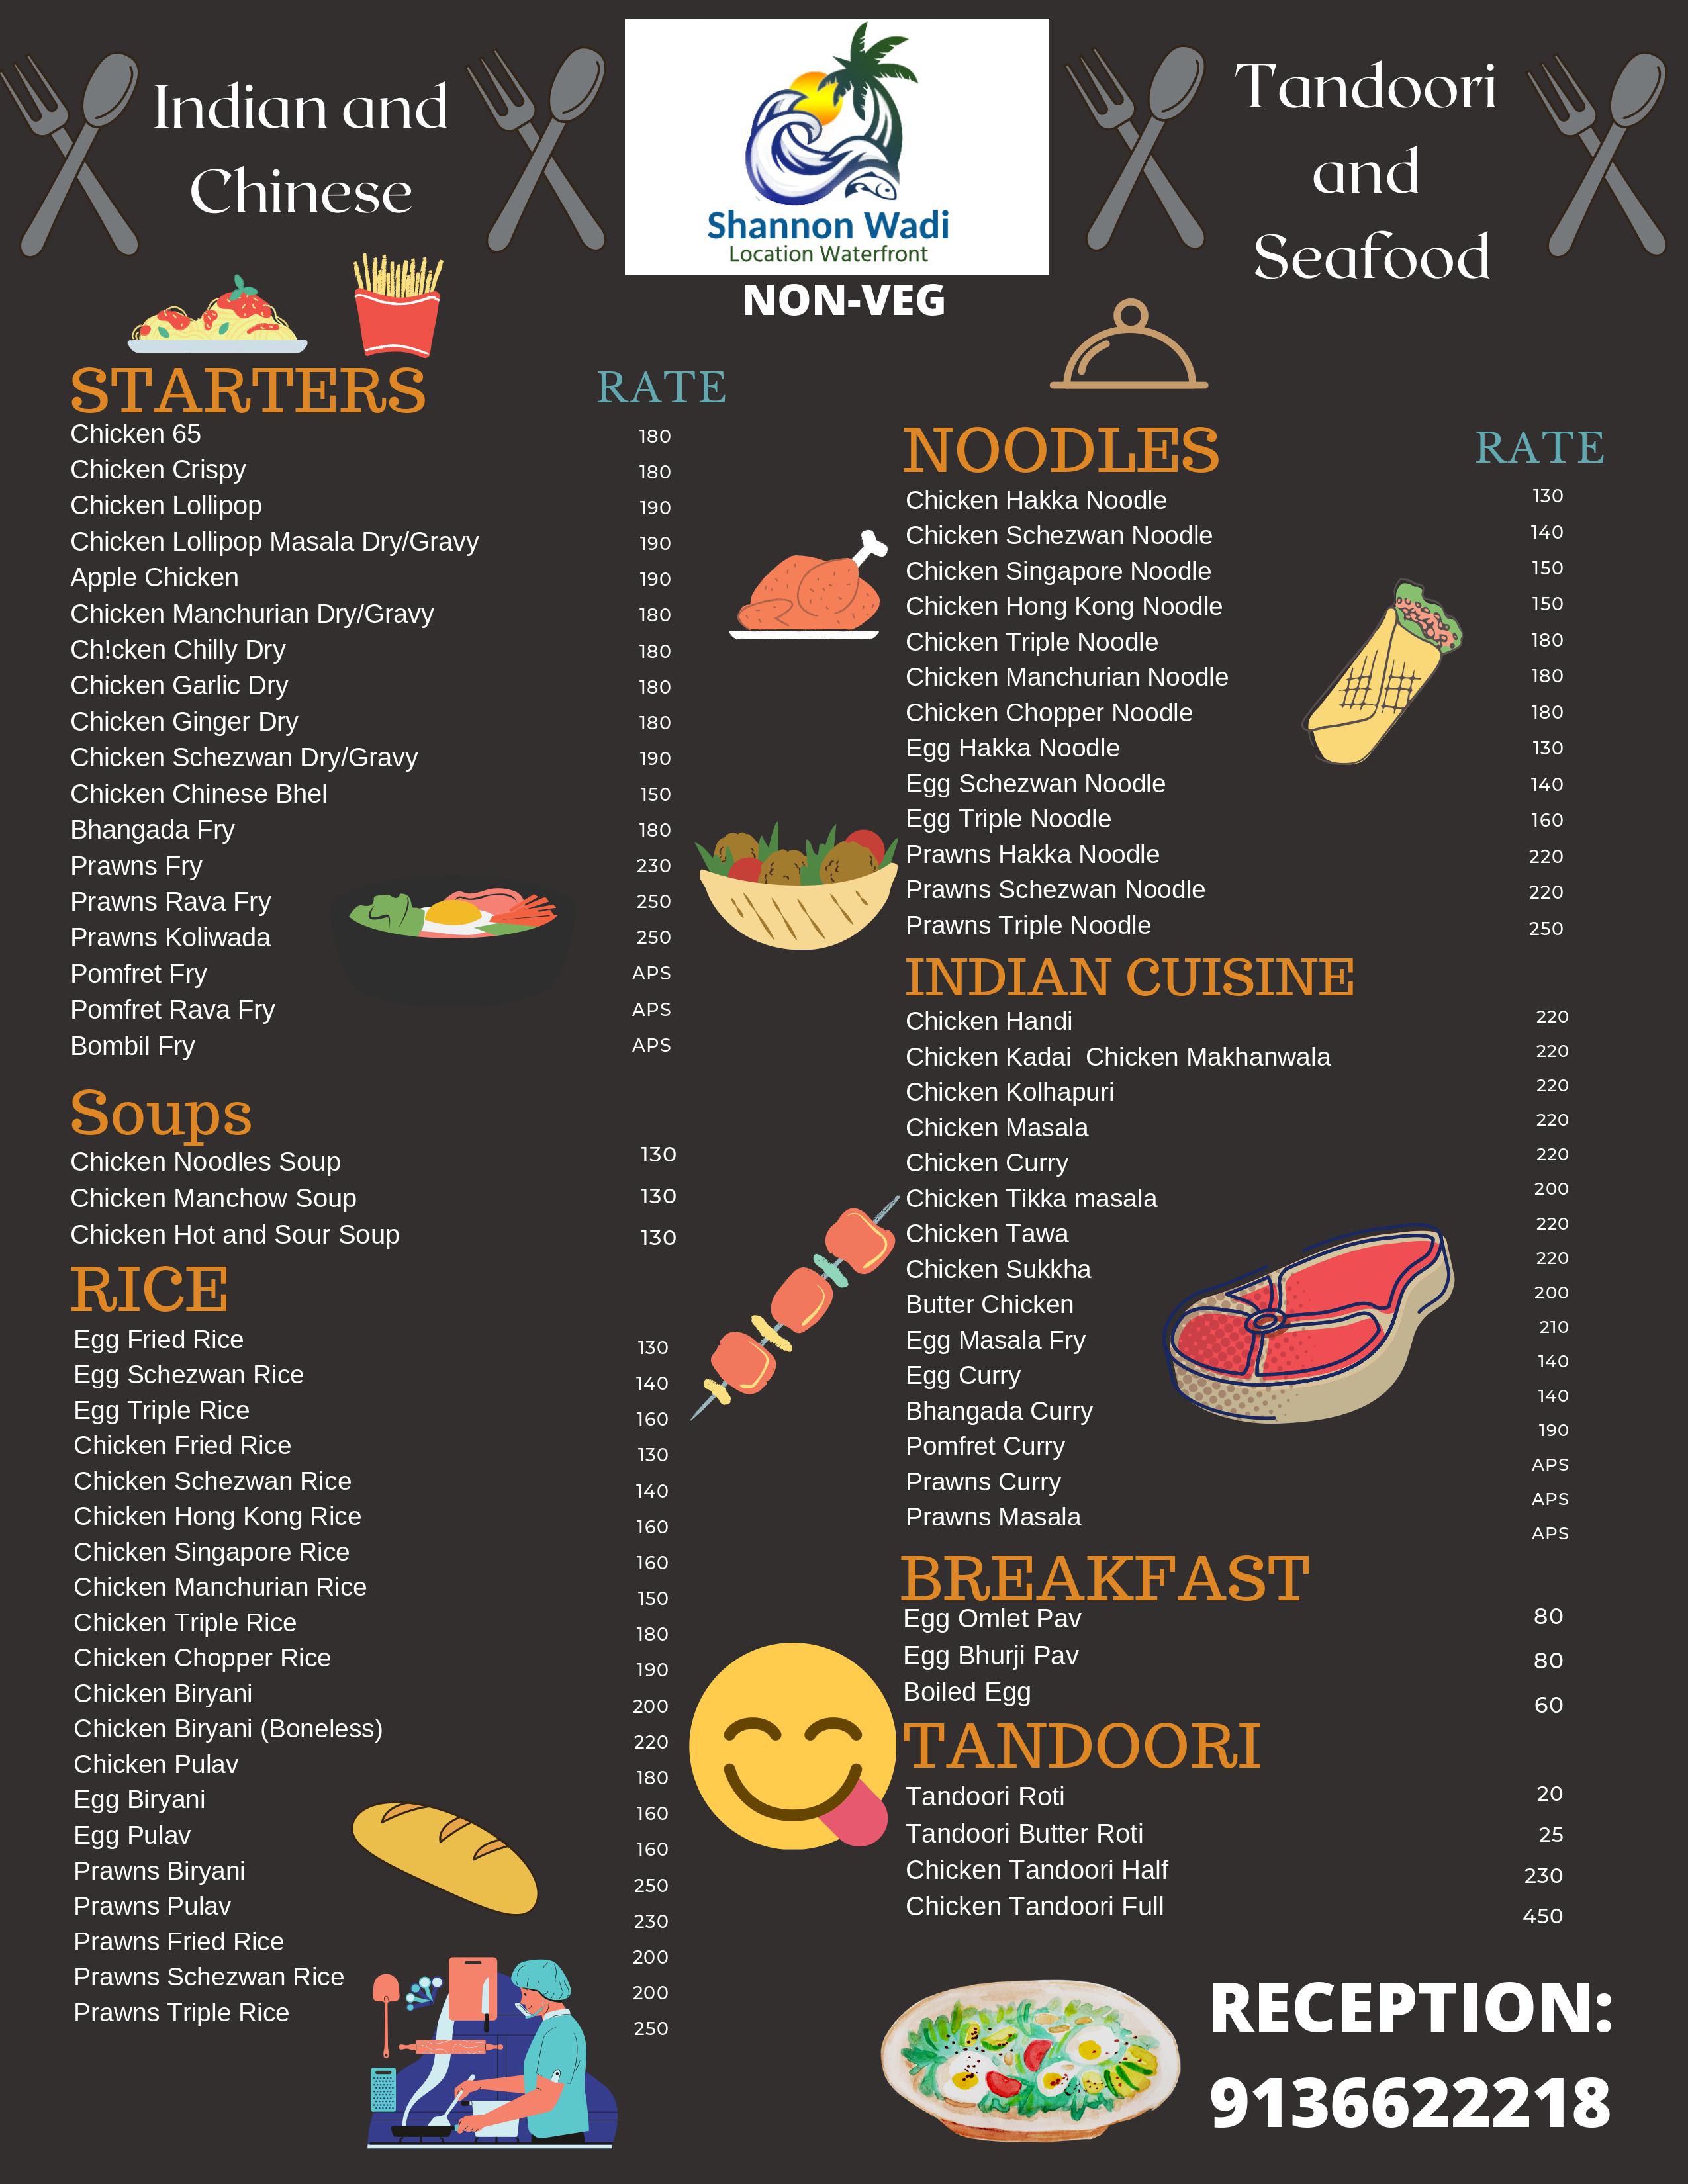 Indian and
Chinese
Shannon Wadi
Location Waterfront
NON-VEG
Tandoori
and
Seafood
STARTERS RATE
Chicken 65 180
Chicken Crispy 180
Chicken Lollipop 190
Chicken Lollipop Masala Dry/Gravy 190
Apple Chicken 190
Chicken Manchurian Dry/Gravy 180
Ch!cken Chilly Dry 180
Chicken Garlic Dry 180
Chicken Ginger Dry 180
Chicken Schezwan Dry/Gravy 190
Chicken Chinese Bhel 150
Bhangada Fry 180
Prawns Fry 230
Prawns Rava Fry 250
Prawns Koliwada 250
Pomfret Fry APS
Pomfret Rava Fry APS
Bombil Fry APS
Soups
Chicken Noodles Soup 130
Chicken Manchow Soup 130
Chicken Hot and Sour Soup 130
RICE
Egg Fried Rice 130
Egg Schezwan Rice 140
Egg Triple Rice 160
Chicken Fried Rice 130
Chicken Schezwan Rice 140
Chicken Hong Kong Rice 160
Chicken Singapore Rice 160
Chicken Manchurian Rice 150
Chicken Triple Rice 180
Chicken Chopper Rice 190
Chicken Biryani 200
Chicken Biryani (Boneless) 220
Chicken Pulav 180
Egg Biryani 160
Egg Pulav 160
Prawns Biryani 250
Prawns Pulav 230
Prawns Fried Rice 200
Prawns Schezwan Rice 200
Prawns Triple Rice 250
NOODLES RATE
Chicken Hakka Noodle 130
Chicken Schezwan Noodle 140
Chicken Singapore Noodle 150
Chicken Hong Kong Noodle 150
Chicken Triple Noodle 180
Chicken Manchurian Noodle 180
Chicken Chopper Noodle 180
Egg Hakka Noodle 130
Egg Schezwan Noodle 140
Egg Triple Noodle 160
Prawns Hakka Noodle 220
Prawns Schezwan Noodle 220
Prawns Triple Noodle 250
INDIAN CUISINE
Chicken Handi 220
Chicken Kadai  Chicken Makhanwala 220
Chicken Kolhapuri 220
Chicken Masala 220
Chicken Curry 220
Chicken Tikka masala 200
Chicken Tawa 220
Chicken Sukkha 220
Butter Chicken 200
Egg Masala Fry 210
Egg Curry 140
Bhangada Curry 140
Pomfret Curry 190
Prawns Curry APS
Prawns Masala APS
APS
BREAKFAST
Egg Omlet Pav 80
Egg Bhurji Pav 80
Boiled Egg 60
TANDOORI
Tandoori Roti 20
Tandoori Butter Roti 25
Chicken Tandoori Half 230
Chicken Tandoori Full 450
RECEPTION:
9136622218